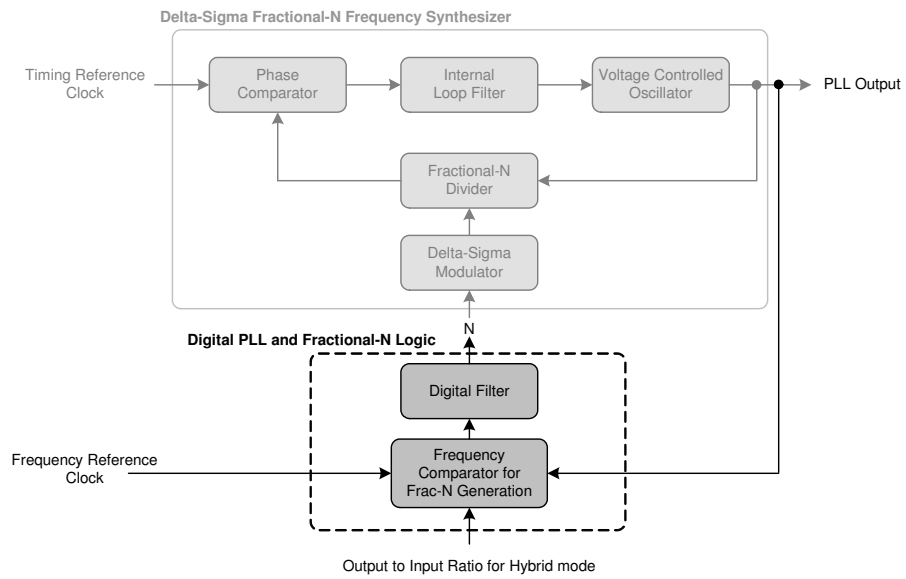 Delta-Sigma Fractional-N Frequency Synthesizer
Timing Reference
Clock
Phase
Comparator
Internal
Loop Filter
Voltage Controlled
Oscillator
PLL Output
Fractional-N
Divider
Delta-Sigma
Modulator
N
Digital PLL and Fractional-N Logic
Digital Filter
Frequency Reference
Clock
Frequency
Comparator for
Frac-N Generation
Output to Input Ratio for Hybrid mode